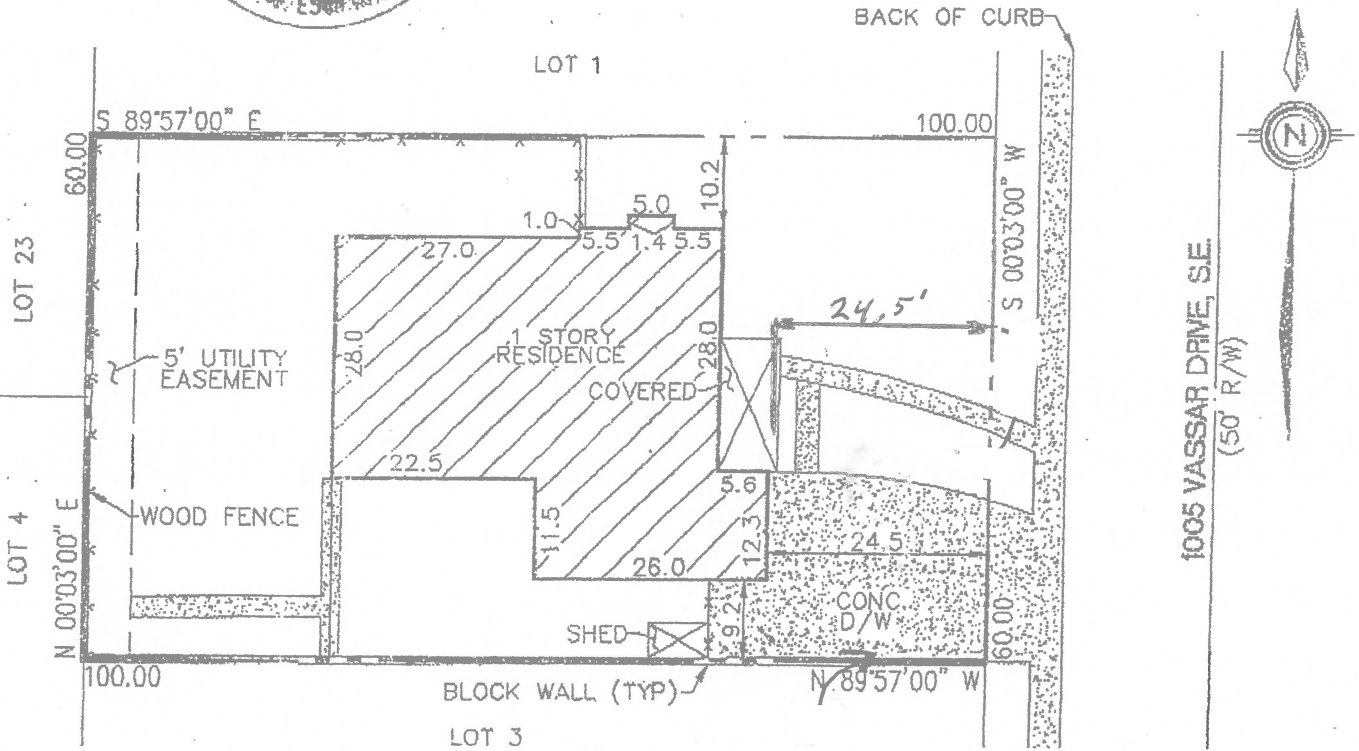 BACK OF CURB
LOT 1
S 89°57'00" E
100.00
60.00
10.2
S 00°03'00" W
N
5.0
1.0
5.5
1.4
5.5
27.0
LOT 23
24.5'
1 STORY
RESIDENCE
28.0
28.0
5' UTILITY
EASEMENT
COVERED
1005 VASSAR DRIVE, S.E.
(50' R/W)
22.5
5.6
WOOD FENCE
11.5
12.3
24.5
LOT 4
N 00°03'00" E
26.0
CONC
D/W
SHED
9.2
60.00
100.00
BLOCK WALL (TYP)
N 89°57'00" W
LOT 3